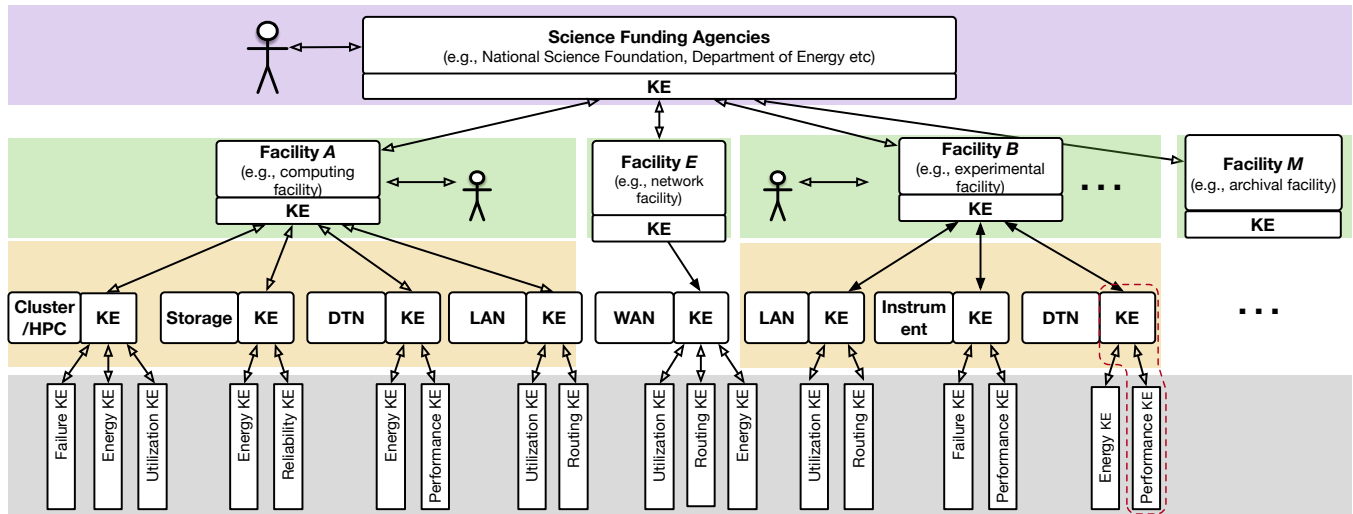 Science Funding Agencies
(e.g., National Science Foundation, Department of Energy etc)
KE
Facility A
(e.g., computing
facility)
KE
Facility E
(e.g., network
facility)
KE
Facility B
(e.g., experimental
facility)
KE
...
Facility M
(e.g., archival facility)
KE
Cluster
/HPC
KE
Storage
KE
DTN
KE
LAN
KE
WAN
KE
LAN
KE
Instrum
ent
KE
DTN
KE
...
Failure KE
Energy KE
Utilization KE
Energy KE
Reliability KE
Energy KE
Performance KE
Utilization KE
Routing KE
Utilization KE
Routing KE
Energy KE
Utilization KE
Routing KE
Failure KE
Performance KE
Energy KE
Performance KE